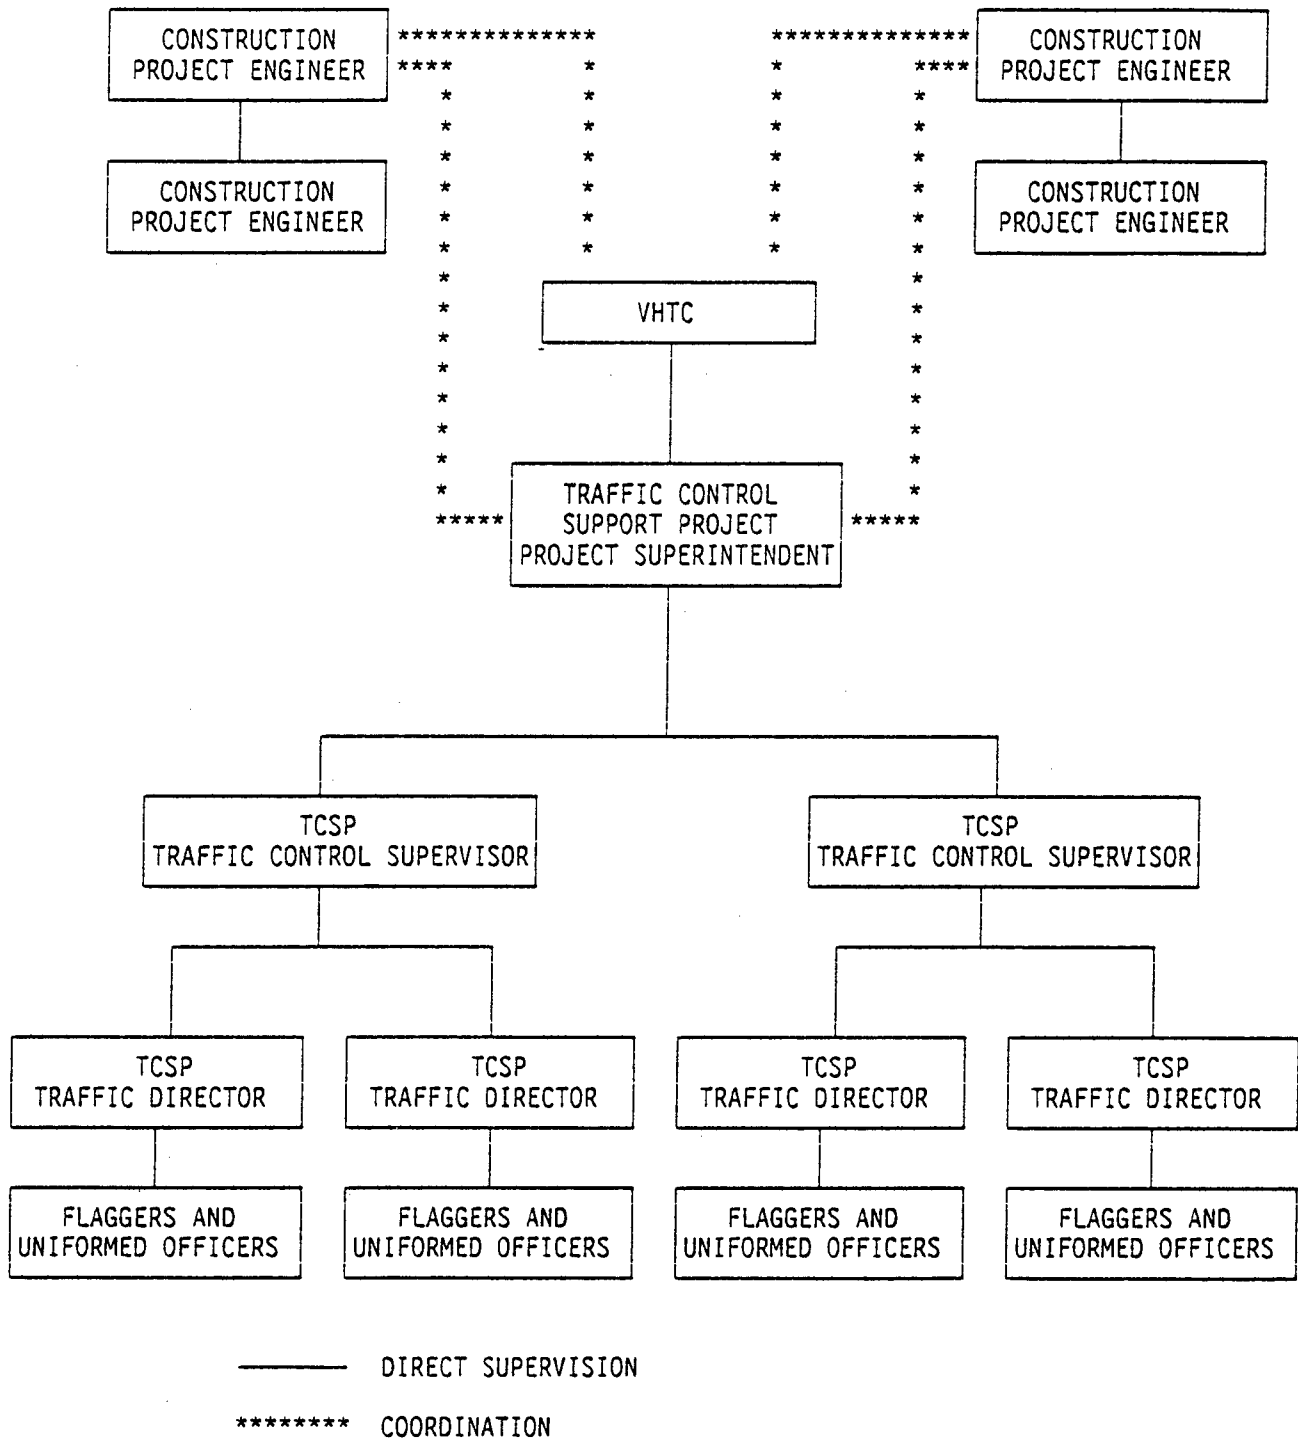 CONSTRUCTION
PROJECT ENGINEER
CONSTRUCTION
PROJECT ENGINEER
CONSTRUCTION
PROJECT ENGINEER
CONSTRUCTION
PROJECT ENGINEER
VHTC
TRAFFIC CONTROL
SUPPORT PROJECT
PROJECT SUPERINTENDENT
TCSP
TRAFFIC CONTROL SUPERVISOR
TCSP
TRAFFIC CONTROL SUPERVISOR
TCSP
TRAFFIC DIRECTOR
TCSP
TRAFFIC DIRECTOR
TCSP
TRAFFIC DIRECTOR
TCSP
TRAFFIC DIRECTOR
FLAGGERS AND
UNIFORMED OFFICERS
FLAGGERS AND
UNIFORMED OFFICERS
FLAGGERS AND
UNIFORMED OFFICERS
FLAGGERS AND
UNIFORMED OFFICERS
DIRECT SUPERVISION
******** COORDINATION